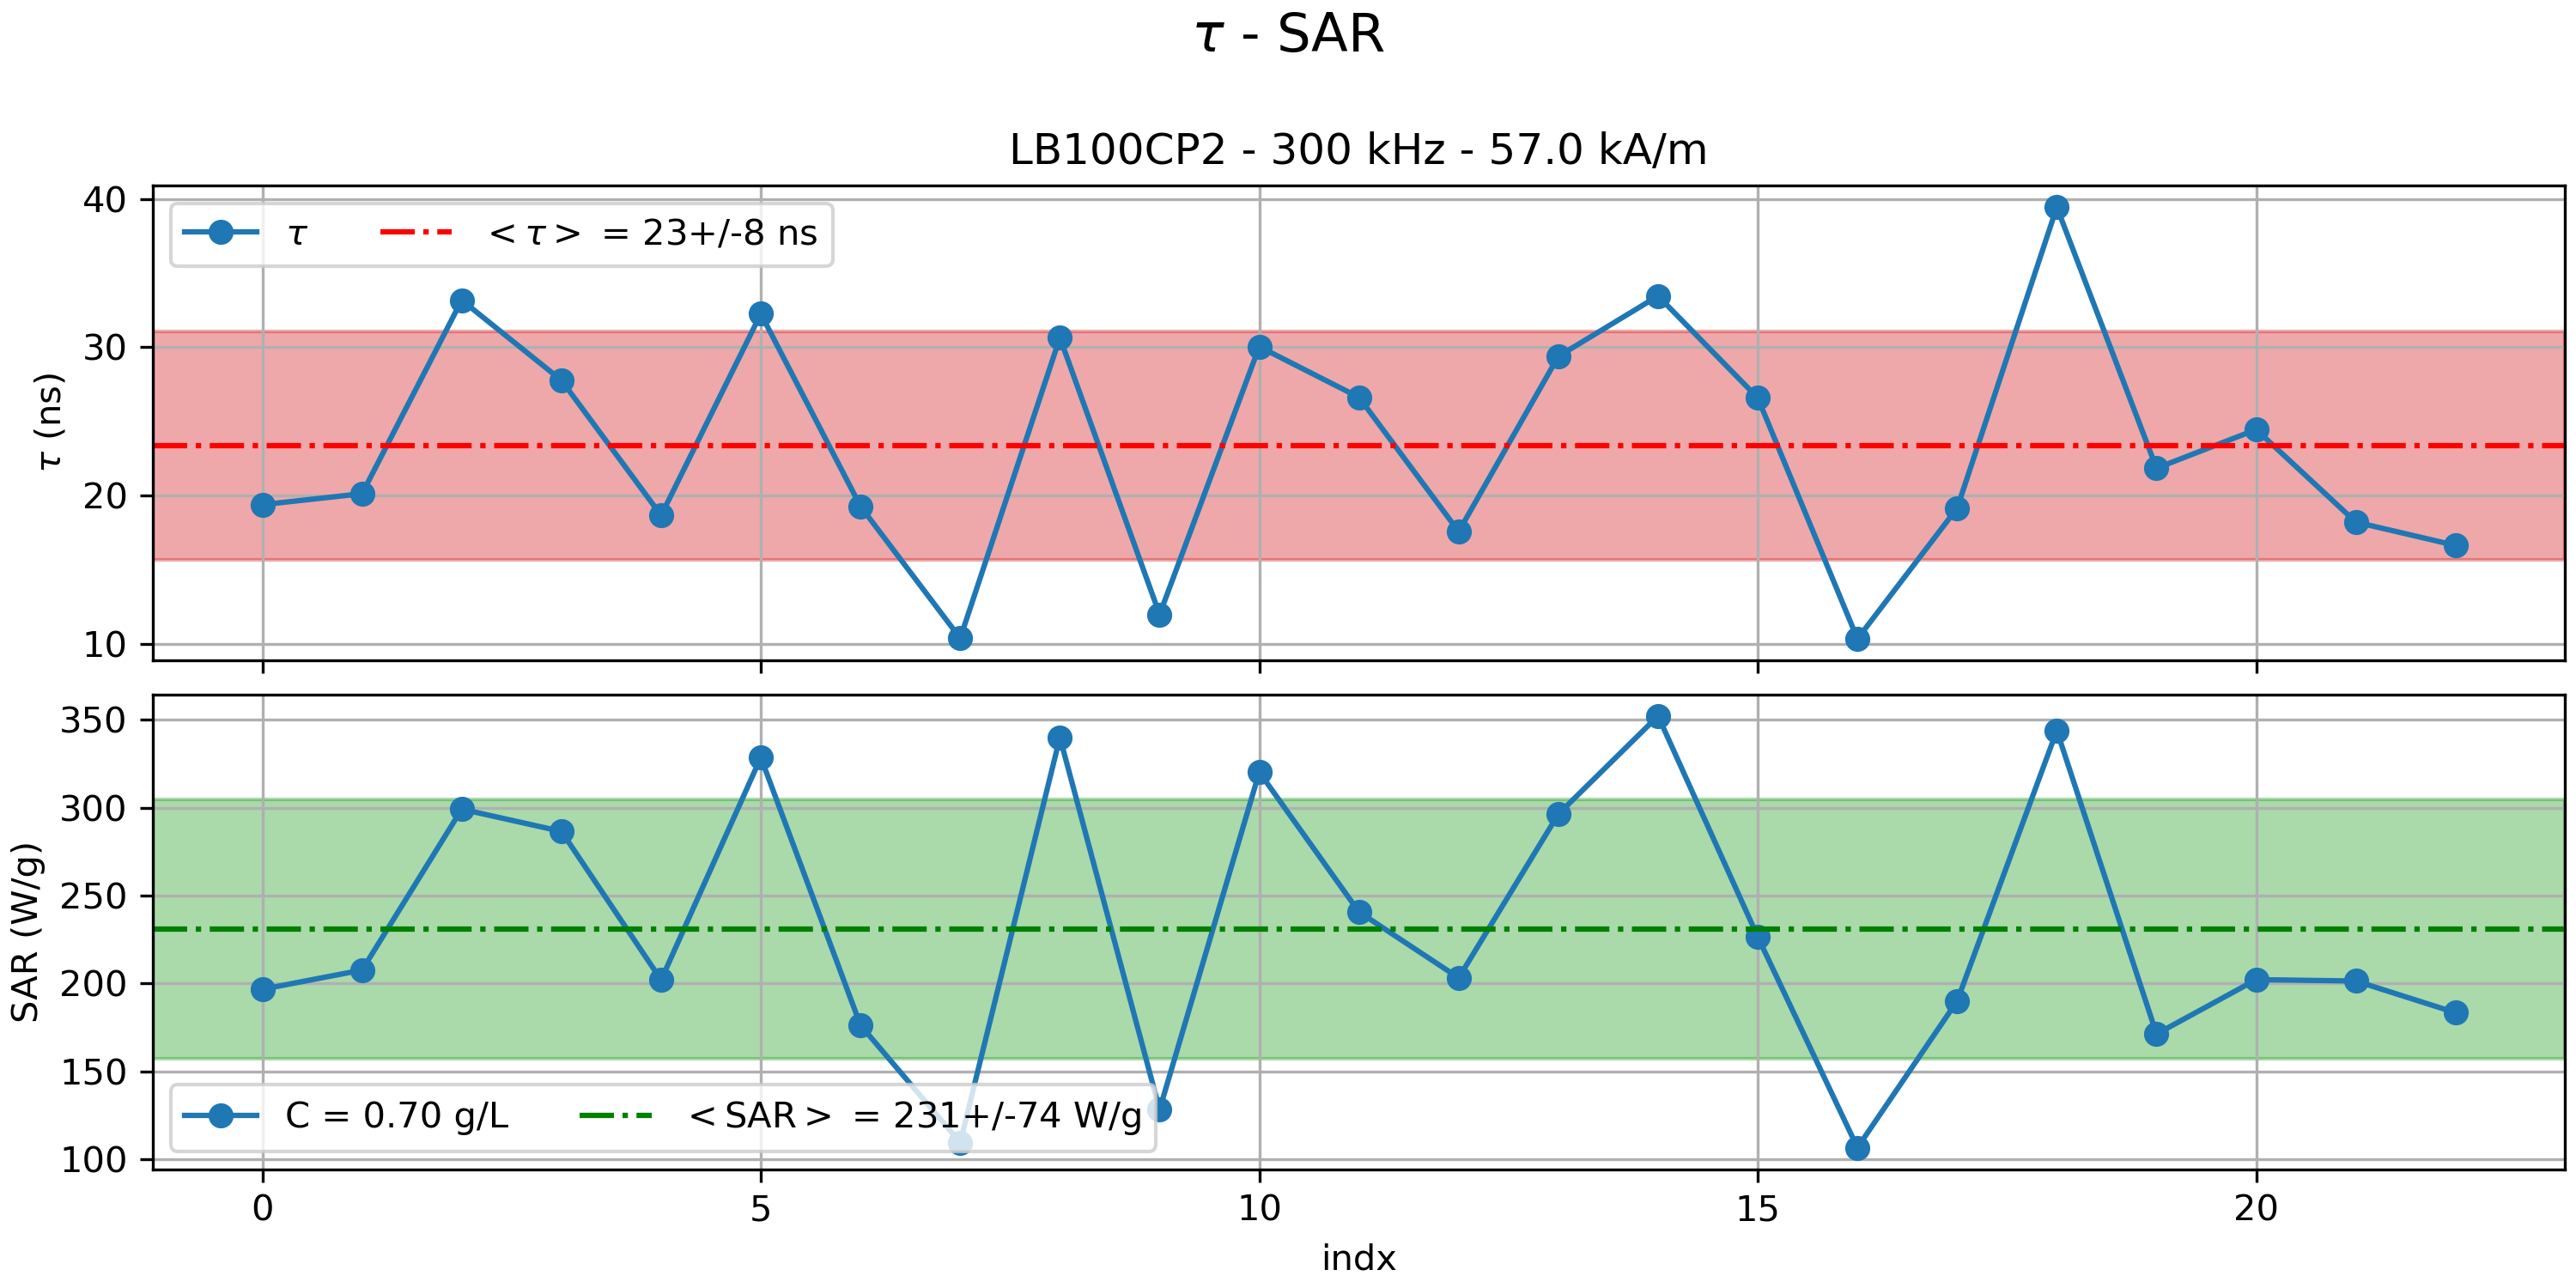 τ - SAR
LB100CP2 - 300 kHz - 57.0 kA/m
40
30
20
10
τ (ns)
τ
<τ> = 23+/-8 ns
350
300
250
200
150
100
SAR (W/g)
C = 0.70 g/L
<SAR> = 231+/-74 W/g
0 5 10 15 20
indx